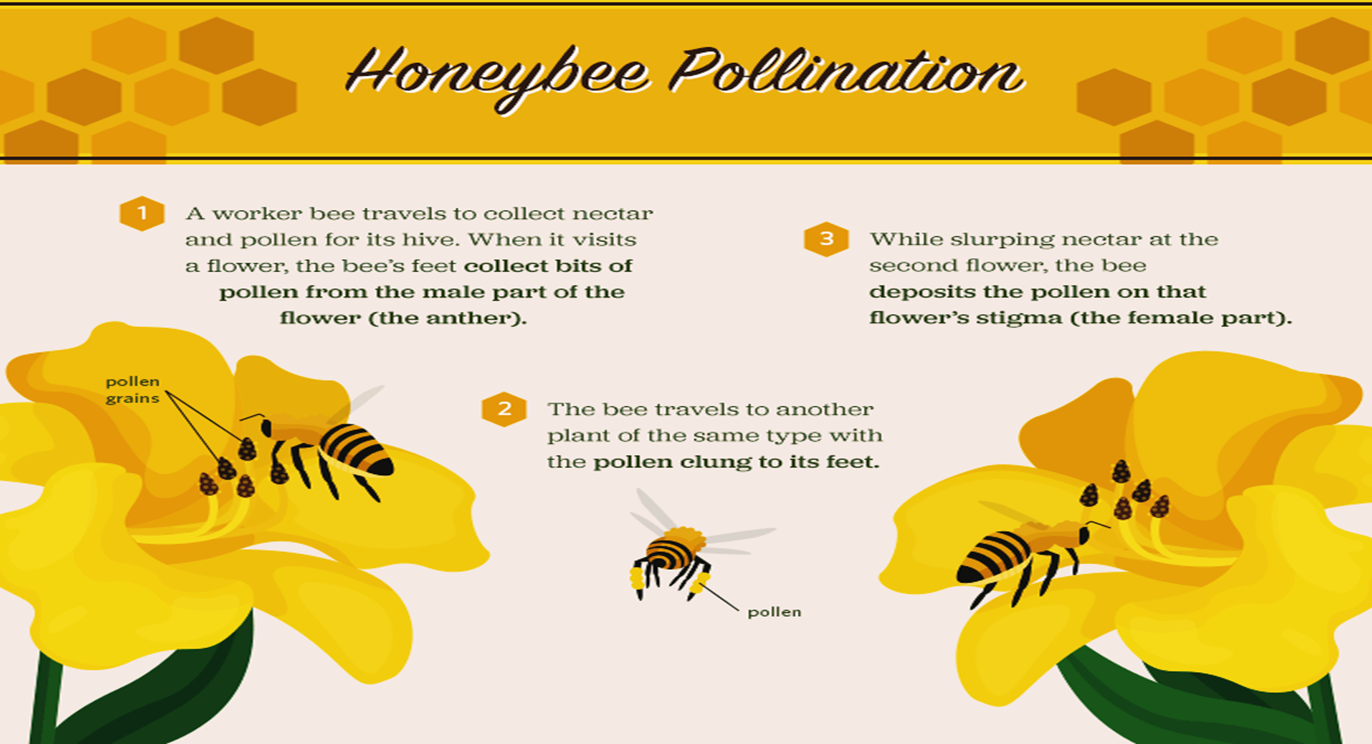 Honeybee Pollination
1
A worker bee travels to collect nectar
and pollen for its hive. When it visits
a flower, the bee's feet collect bits of
pollen from the male part of the
flower (the anther).
pollen
grains
2
The bee travels to another
plant of the same type with
the pollen clung to its feet.
pollen
3
While slurping nectar at the
second flower, the bee
deposits the pollen on that
flower's stigma (the female part).